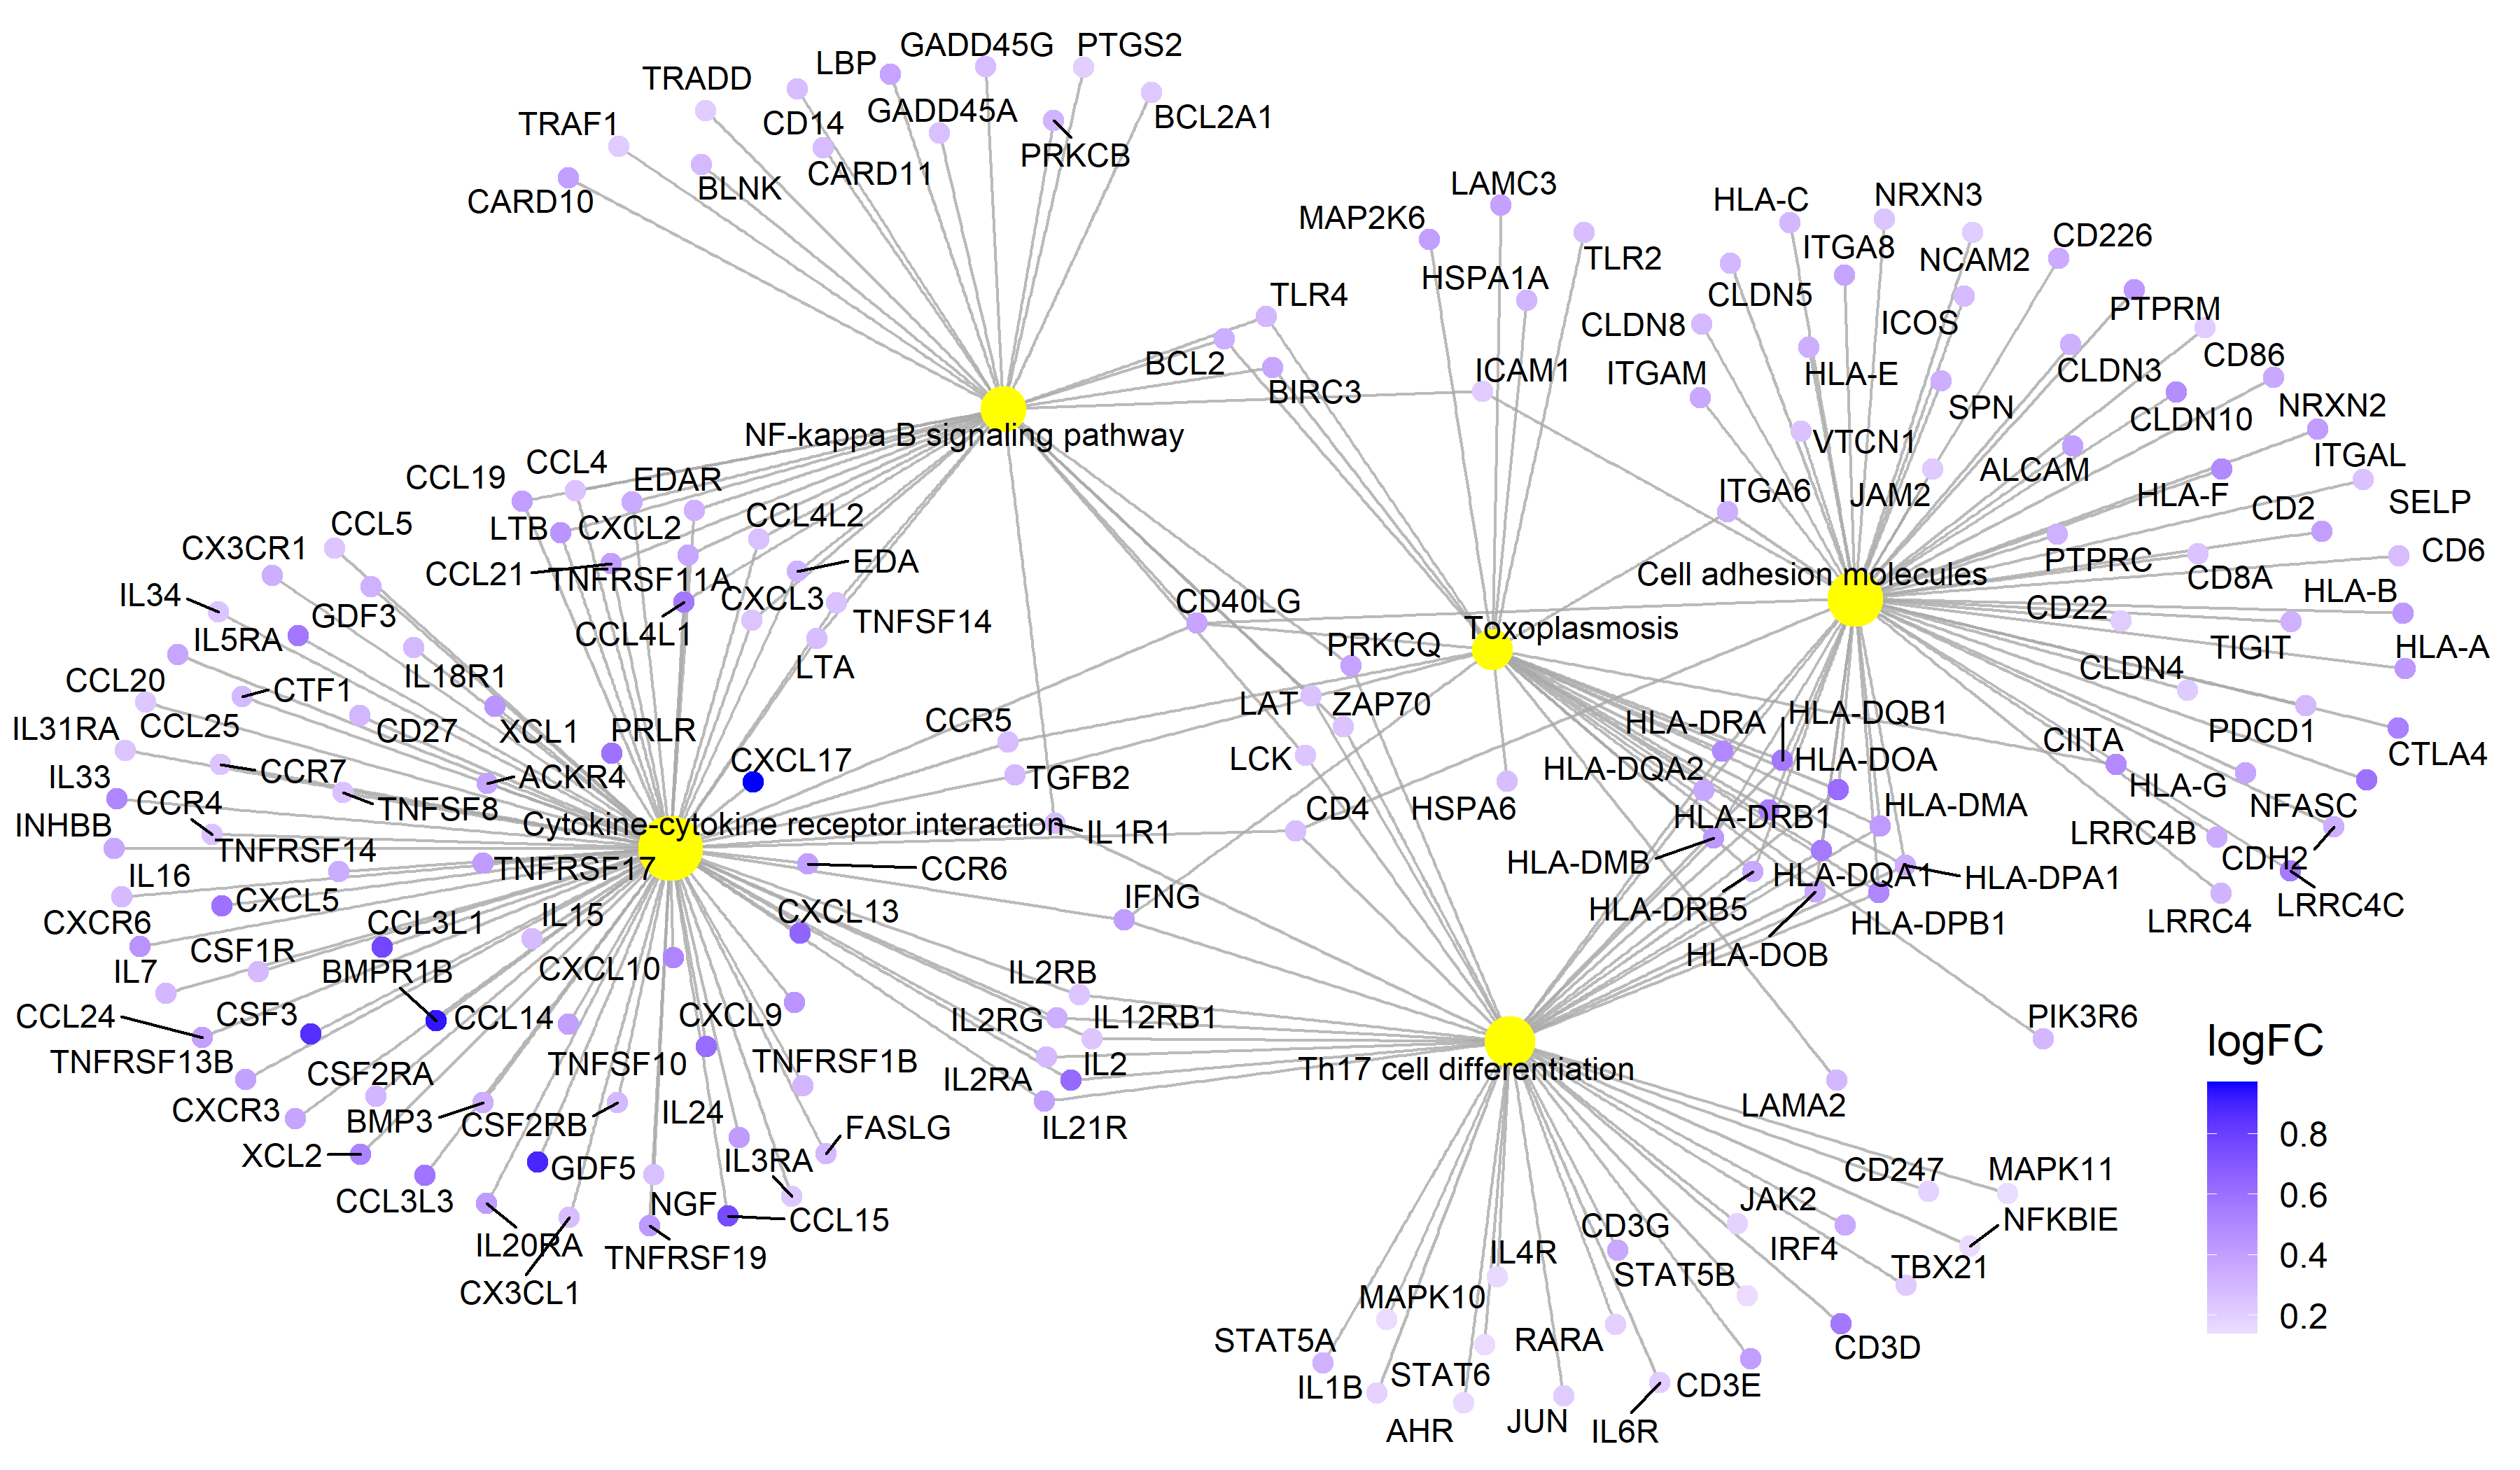 GADD45G
PTGS2
LBP
TRADD
GADD45A
BCL2A1
TRAF1
CD14
PRKCB
CARD11
BLNK
CARD10
LAMC3
MAP2K6
HLA-C
NRXN3
ITGA8
CD226
TLR2
NCAM2
HSPA1A
TLR4
CLDN5
PTPRM
CLDN8
ICOS
BCL2
ICAM1
ITGAM
HLA-E
CLDN3
CD86
BIRC3
SPN
CLDN10
NRXN2
NF-kappa B signaling pathway
VTCN1
ITGAL
CCL4
CCL19
EDAR
ITGA6
JAM2
ALCAM
HLA-F
SELP
CD2
CCL5
LTB
CXCL2
CCL4L2
CX3CR1
CD6
EDA
PTPRC
CCL21
TNFRSF11A
Cell adhesion molecules
CD8A
HLA-B
IL34
GDF3
CXCL3
CD40LG
CD22
IL5RA
CCL4L1
TNFSF14
Toxoplasmosis
PRKCQ
TIGIT
HLA-A
LTA
CLDN4
CCL20
CTF1
IL18R1
LAT
ZAP70
IL31RA
CCL25
CD27
XCL1
PRLR
CCR5
HLA-DRA
HLA-DQB1
PDCD1
CIITA
CTLA4
CXCL17
LCK
HLA-DQA2
HLA-DOA
IL33
CCR7
ACKR4
TGFB2
HLA-G
CCR4
TNFSF8
CD4
HSPA6
HLA-DMA
NFASC
INHBB
Cytokine-cytokine receptor interaction
IL1R1
HLA-DRB1
LRRC4B
TNFRSF14
TNFRSF17
CCR6
HLA-DMB
CDH2
IL16
HLA-DQA1
HLA-DPA1
CXCR6
CXCL5
IL15
CXCL13
IFNG
HLA-DRB5
LRRC4C
CCL3L1
HLA-DPB1
LRRC4
CSF1R
IL7
BMPR1B
CXCL10
IL2RB
HLA-DOB
CCL24
CSF3
CCL14
CXCL9
IL2RG
IL12RB1
PIK3R6
logFC
TNFRSF13B
CSF2RA
TNFSF10
TNFRSF1B
IL2RA
IL2
Th17 cell differentiation
CXCR3
BMP3
CSF2RB
IL24
FASLG
IL21R
LAMA2
0.8
XCL2
GDF5
IL3RA
CD247
MAPK11
CCL3L3
NGF
CCL15
JAK2
0.6
IL20RA
TNFRSF19
IL4R
CD3G
IRF4
NFKBIE
0.4
CX3CL1
MAPK10
STAT5B
TBX21
0.2
STAT5A
RARA
CD3D
IL1B
STAT6
CD3E
AHR
JUN
IL6R